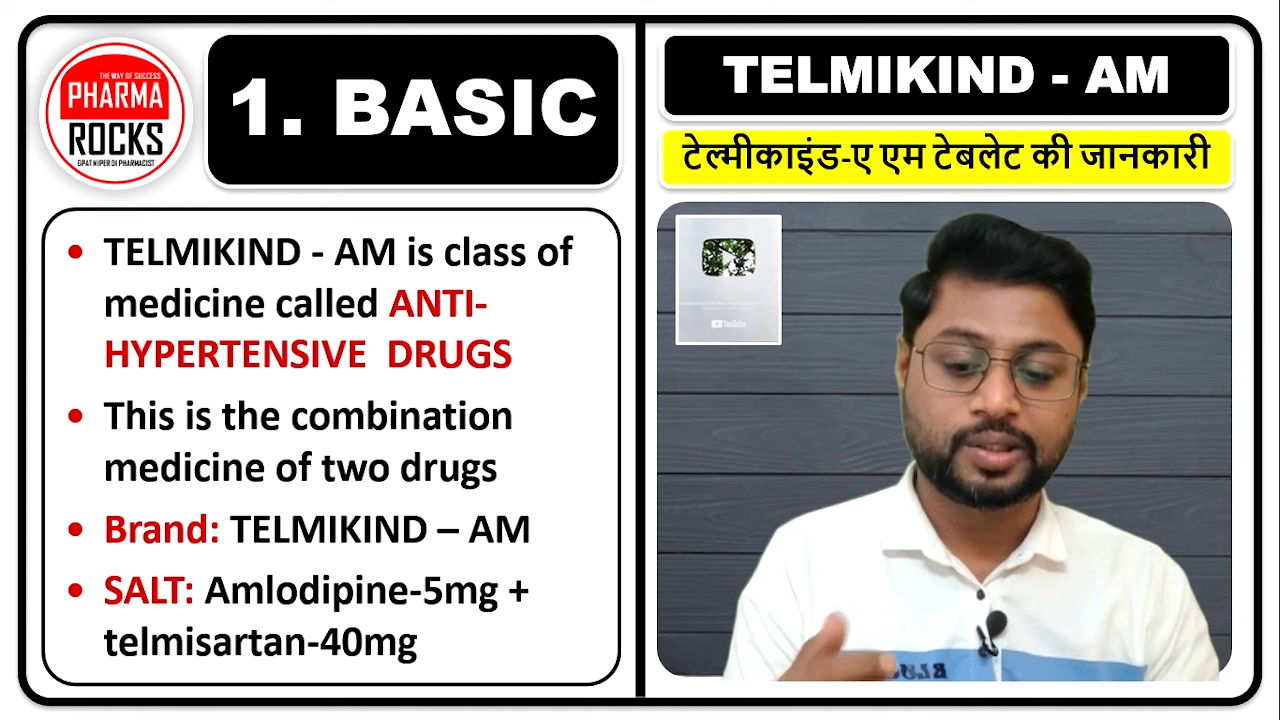 THE WAY OF SUCCESS
PHARMA
ROCKS
GPAT NIPER DI PHARMACIST
1. BASIC
• TELMIKIND - AM is class of
medicine called ANTI-
HYPERTENSIVE DRUGS
• This is the combination
medicine of two drugs
• Brand: TELMIKIND – AM
• SALT: Amlodipine-5mg +
telmisartan-40mg
TELMIKIND - AM
टेल्मीकाइंड-ए एम टेबलेट की जानकारी
YouTube